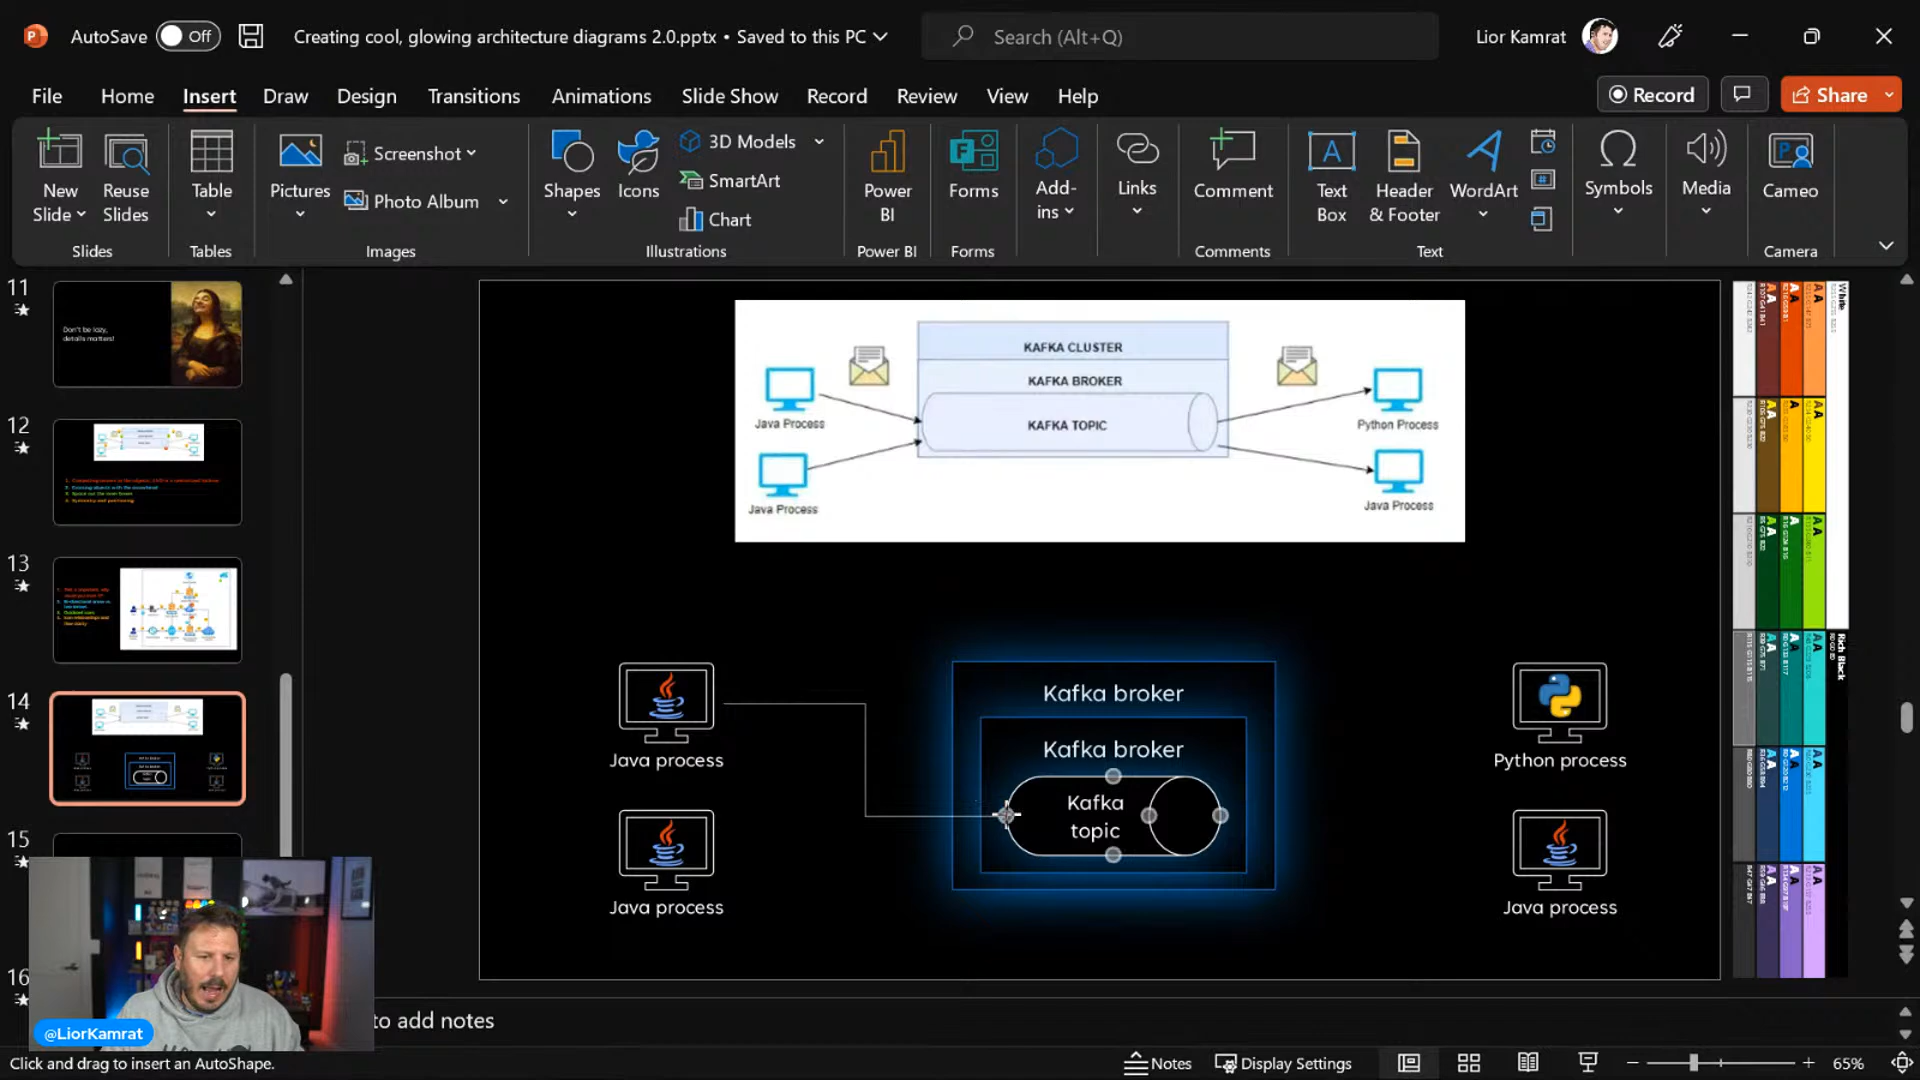 AutoSave
Off
Creating cool, glowing architecture diagrams 2.0.pptx • Saved to this PC
Search (Alt+Q)
Lior Kamrat
File
Home
Insert
Draw
Design
Transitions
Animations
Slide Show
Record
Review
View
Help
Record
Share
New
Slide
Reuse
Slides
Slides
Table
Tables
Pictures
Screenshot
Photo Album
Images
Shapes
Icons
3D Models
SmartArt
Chart
Illustrations
Power
BI
Power BI
Forms
Forms
Add-
ins
Links
Comment
Comments
Text
Box
Header
& Footer
WordArt
Text
Symbols
Media
Cameo
Camera
11
Don't be lazy,
details matters!
12
13
14
15
16
KAFKA CLUSTER
KAFKA BROKER
KAFKA TOPIC
Java Process
Java Process
Python Process
Java Process
Kafka broker
Kafka broker
Kafka
topic
Java process
Java process
Python process
Java process
White
Rich Black
@LiorKamrat
to add notes
Click and drag to insert an AutoShape.
Notes
Display Settings
65%